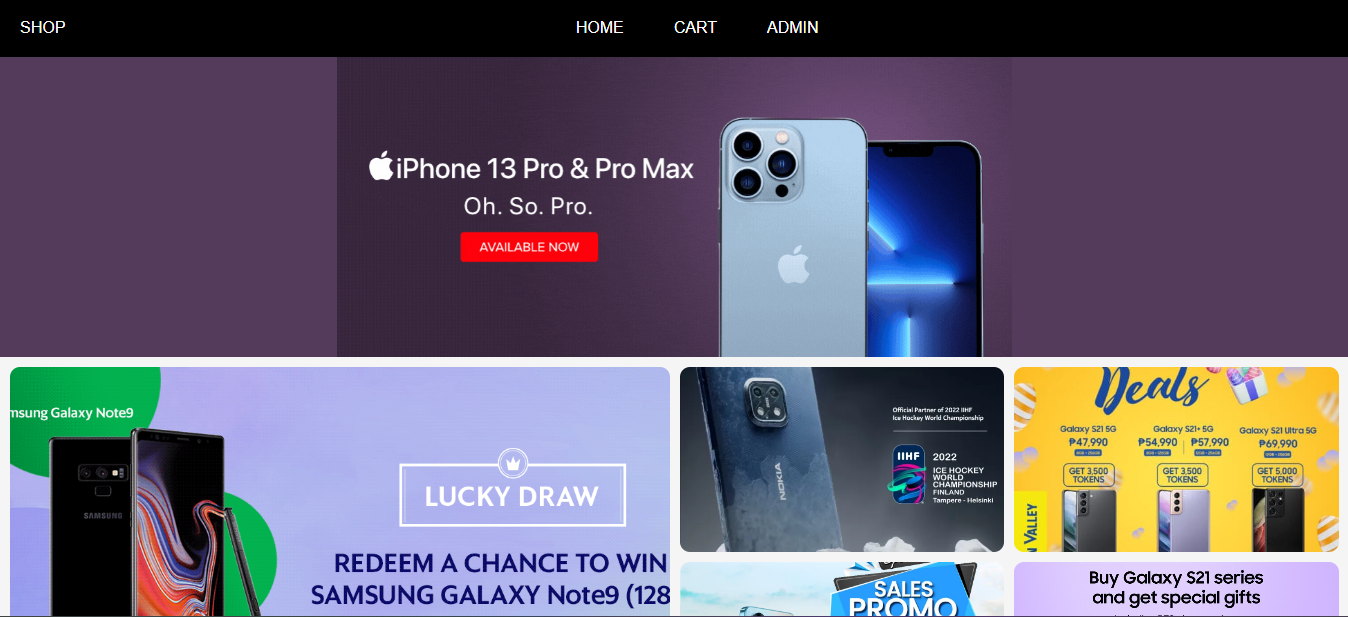 SHOP
HOME
CART
ADMIN
iPhone 13 Pro & Pro Max
Oh. So. Pro.
AVAILABLE NOW
msung Galaxy Note9
SAMSUNG
LUCKY DRAW
REDEEM A CHANCE TO WIN
SAMSUNG GALAXY Note9 (128
NOKIA
Official Partner of 2022 IIHF
Ice Hockey World Championship
IIHF
2022
ICE HOCKEY
WORLD
CHAMPIONSHIP
FINLAND
Tampere - Helsinki
Deals
Galaxy S21 5G
₱47,990
8GB - 256GB
GET 3,500
TOKENS
Galaxy S21+ 5G
₱54,990 | ₱57,990
GET 3,500
TOKENS
Galaxy S21 Ultra 5G
₱69,990
GET 5,000
TOKENS
N VALLEY
SALES
PROMO
Buy Galaxy S21 series
and get special gifts